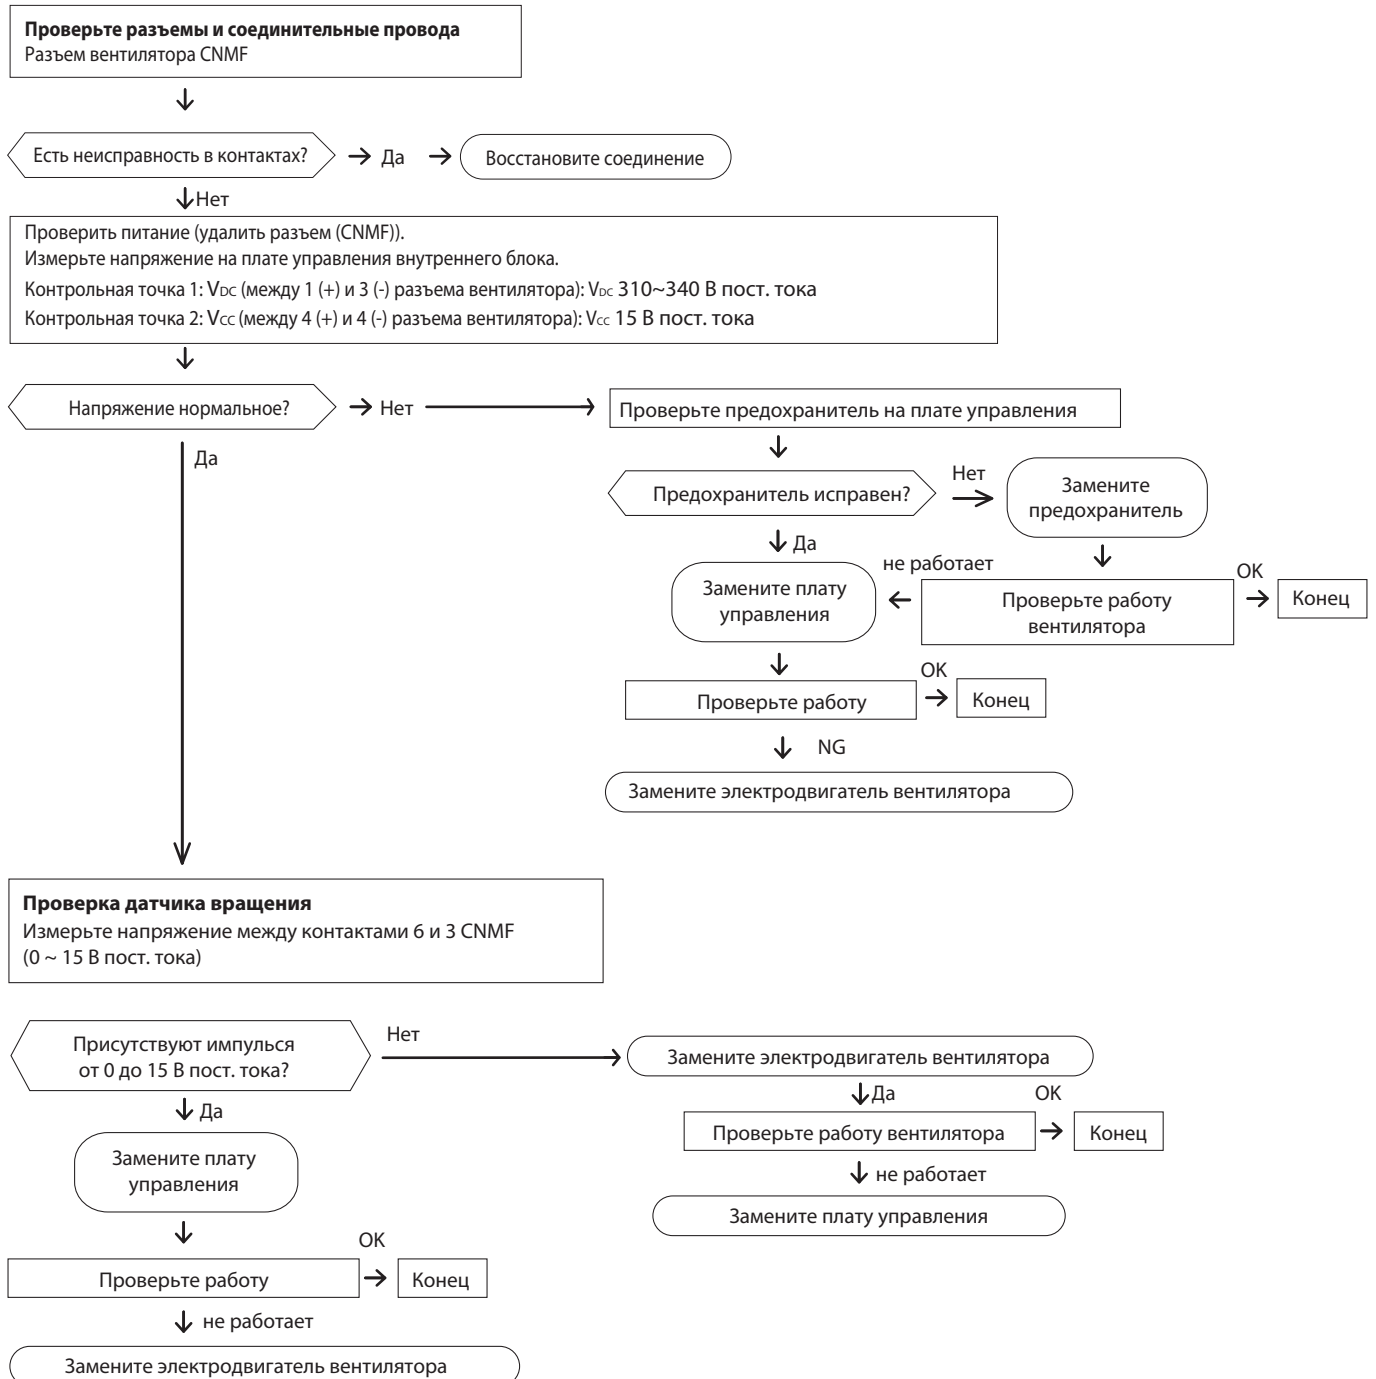 Проверьте разъемы и соединительные провода
Разъем вентилятора CNMF
Есть неисправность в контактах?
Да
Восстановите соединение
Нет
Проверить питание (удалить разъем (CNMF)).
Измерьте напряжение на плате управления внутреннего блока.
Контрольная точка 1: VDC (между 1 (+) и 3 (-) разъема вентилятора): VDC 310~340 В пост. тока
Контрольная точка 2: VCC (между 4 (+) и 4 (-) разъема вентилятора): VCC 15 В пост. тока
Напряжение нормальное?
Нет
Проверьте предохранитель на плате управления
Да
Предохранитель исправен?
Нет
Замените
предохранитель
Да
не работает
Замените плату
управления
Проверьте работу
вентилятора
OK
Конец
Проверьте работу
OK
Конец
NG
Замените электродвигатель вентилятора
Проверка датчика вращения
Измерьте напряжение между контактами 6 и 3 CNMF
(0 ~ 15 В пост. тока)
Присутствуют импулься
от 0 до 15 В пост. тока?
Нет
Замените электродвигатель вентилятора
Да
OK
Проверьте работу вентилятора
Конец
не работает
Замените плату управления
Да
Замените плату
управления
OK
Проверьте работу
Конец
не работает
Замените электродвигатель вентилятора